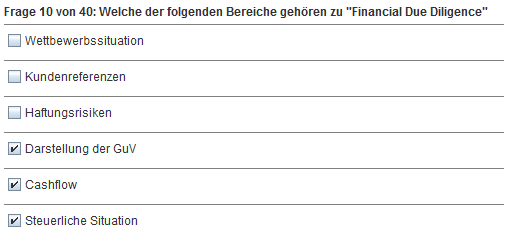 Frage 10 von 40: Welche der folgenden Bereiche gehören zu "Financial Due Diligence"
Wettbewerbssituation
Kundenreferenzen
Haftungsrisiken
Darstellung der GuV
Cashflow
Steuerliche Situation